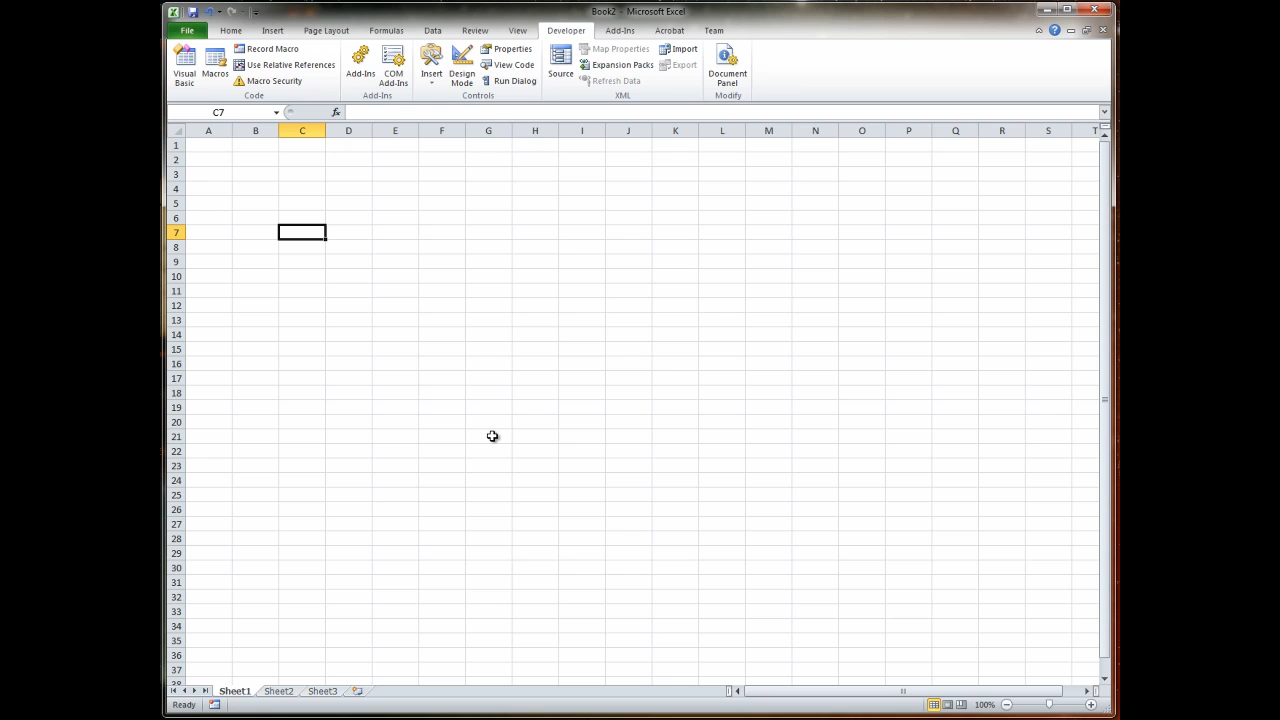 Book2 - Microsoft Excel
File Home Insert Page Layout Formulas Data Review View Developer Add-Ins Acrobat Team
Visual Basic
Macros
Record Macro
Use Relative References
Macro Security
Code
Add-Ins
COM Add-Ins
Add-Ins
Insert
Design Mode
Properties
View Code
Run Dialog
Controls
Source
Map Properties
Expansion Packs
Refresh Data
Import
Export
XML
Document Panel
Modify
C7 fx
A B C D E F G H I J K L M N O P Q R S T
1
2
3
4
5
6
7
8
9
10
11
12
13
14
15
16
17
18
19
20
21
22
23
24
25
26
27
28
29
30
31
32
33
34
35
36
37
38
Sheet1 Sheet2 Sheet3
Ready 100%